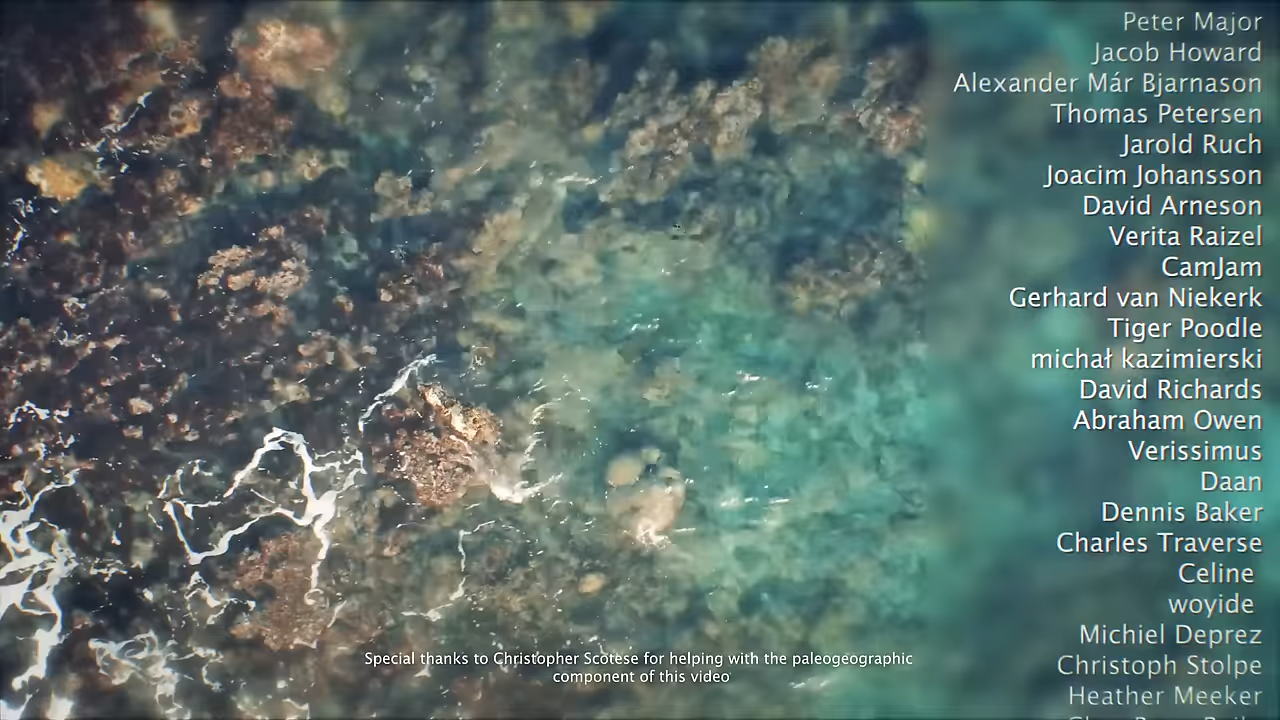 Peter Major
Jacob Howard
Alexander Már Bjarnason
Thomas Petersen
Jarold Ruch
Joacim Johansson
David Arneson
Verita Raizel
CamJam
Gerhard van Niekerk
Tiger Poodle
michał kazimierski
David Richards
Abraham Owen
Verissimus
Daan
Dennis Baker
Charles Traverse
Celine
woyide
Michiel Deprez
Christoph Stolpe
Heather Meeker
Special thanks to Christopher Scotese for helping with the paleogeographic
component of this video